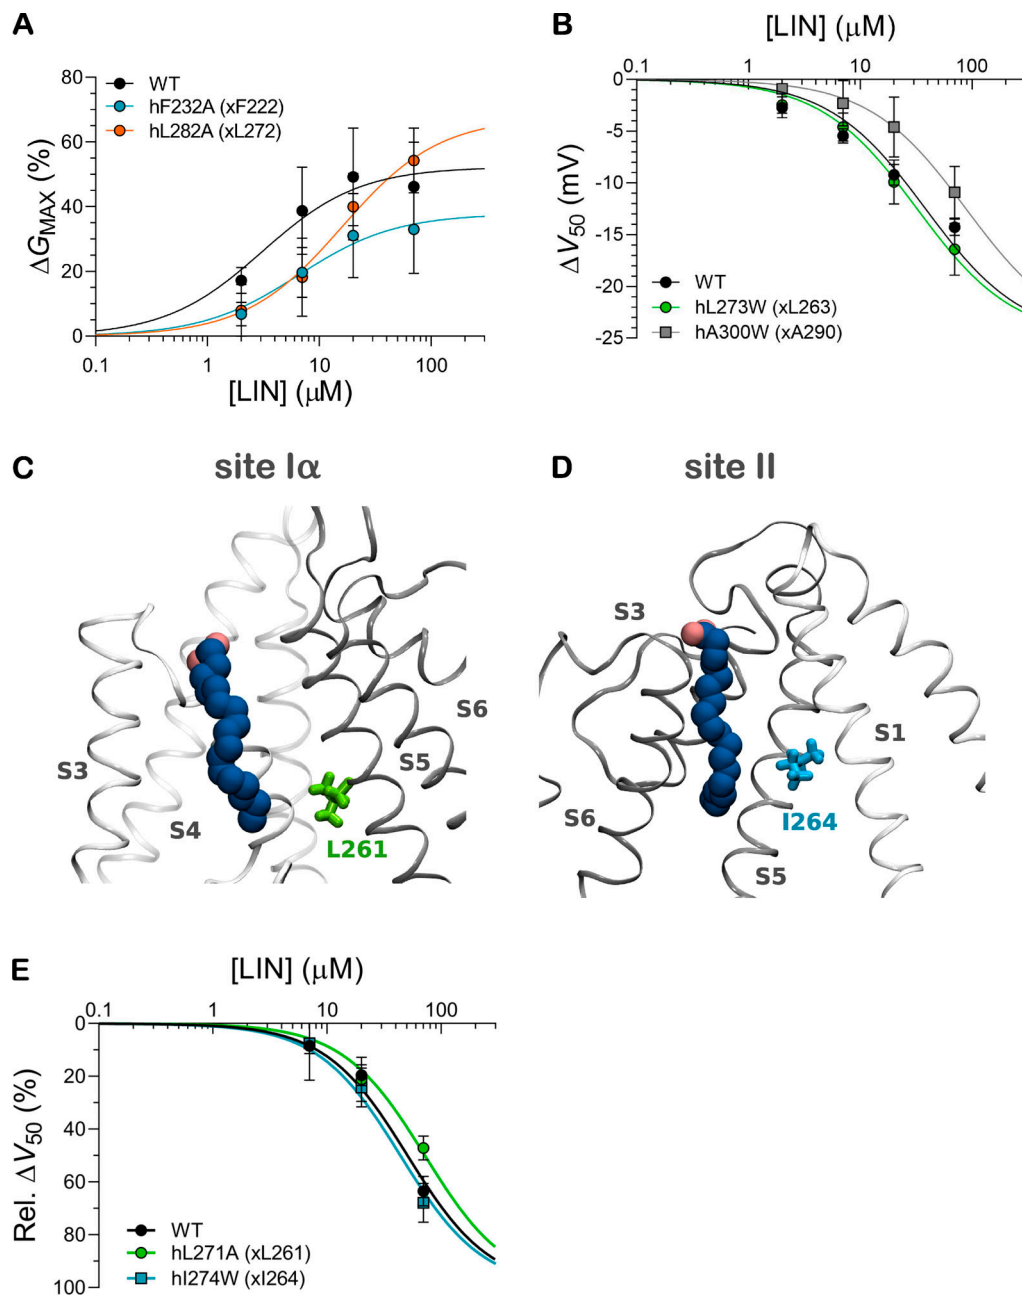 A
80
60
40
20
0
ΔG_MAX (%)
WT
hF232A (xF222)
hL282A (xL272)
0.1
1
10
100
[LIN] (μM)
B
[LIN] (μM)
0.1
1
10
100
0
-5
-10
-15
-20
-25
ΔV_50 (mV)
WT
hL273W (xL263)
hA300W (xA290)
C
site Iα
S3
S4
S5
S6
L261
D
site II
S3
S1
S6
I264
S5
E
[LIN] (μM)
0.1
1
10
100
0
20
40
60
80
100
Rel. ΔV_50 (%)
WT
hL271A (xL261)
hI274W (xI264)